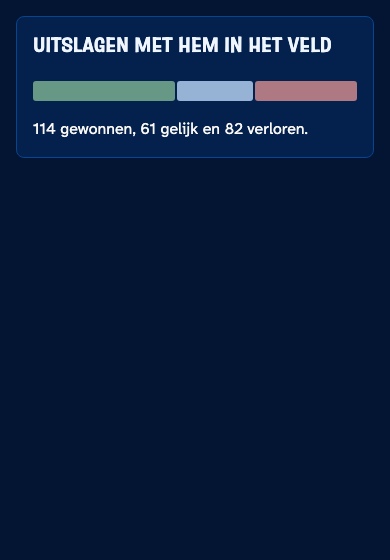 UITSLAGEN MET HEM IN HET VELD
114 gewonnen, 61 gelijk en 82 verloren.